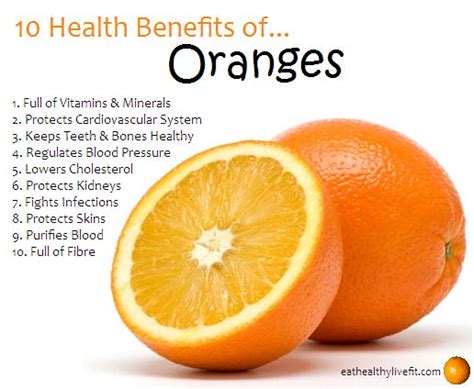 10 Health Benefits of...
Oranges
1. Full of Vitamins & Minerals
2. Protects Cardiovascular System
3. Keeps Teeth & Bones Healthy
4. Regulates Blood Pressure
5. Lowers Cholesterol
6. Protects Kidneys
7. Fights Infections
8. Protects Skins
9. Purifies Blood
10. Full of Fibre
eathealthylivefit.com